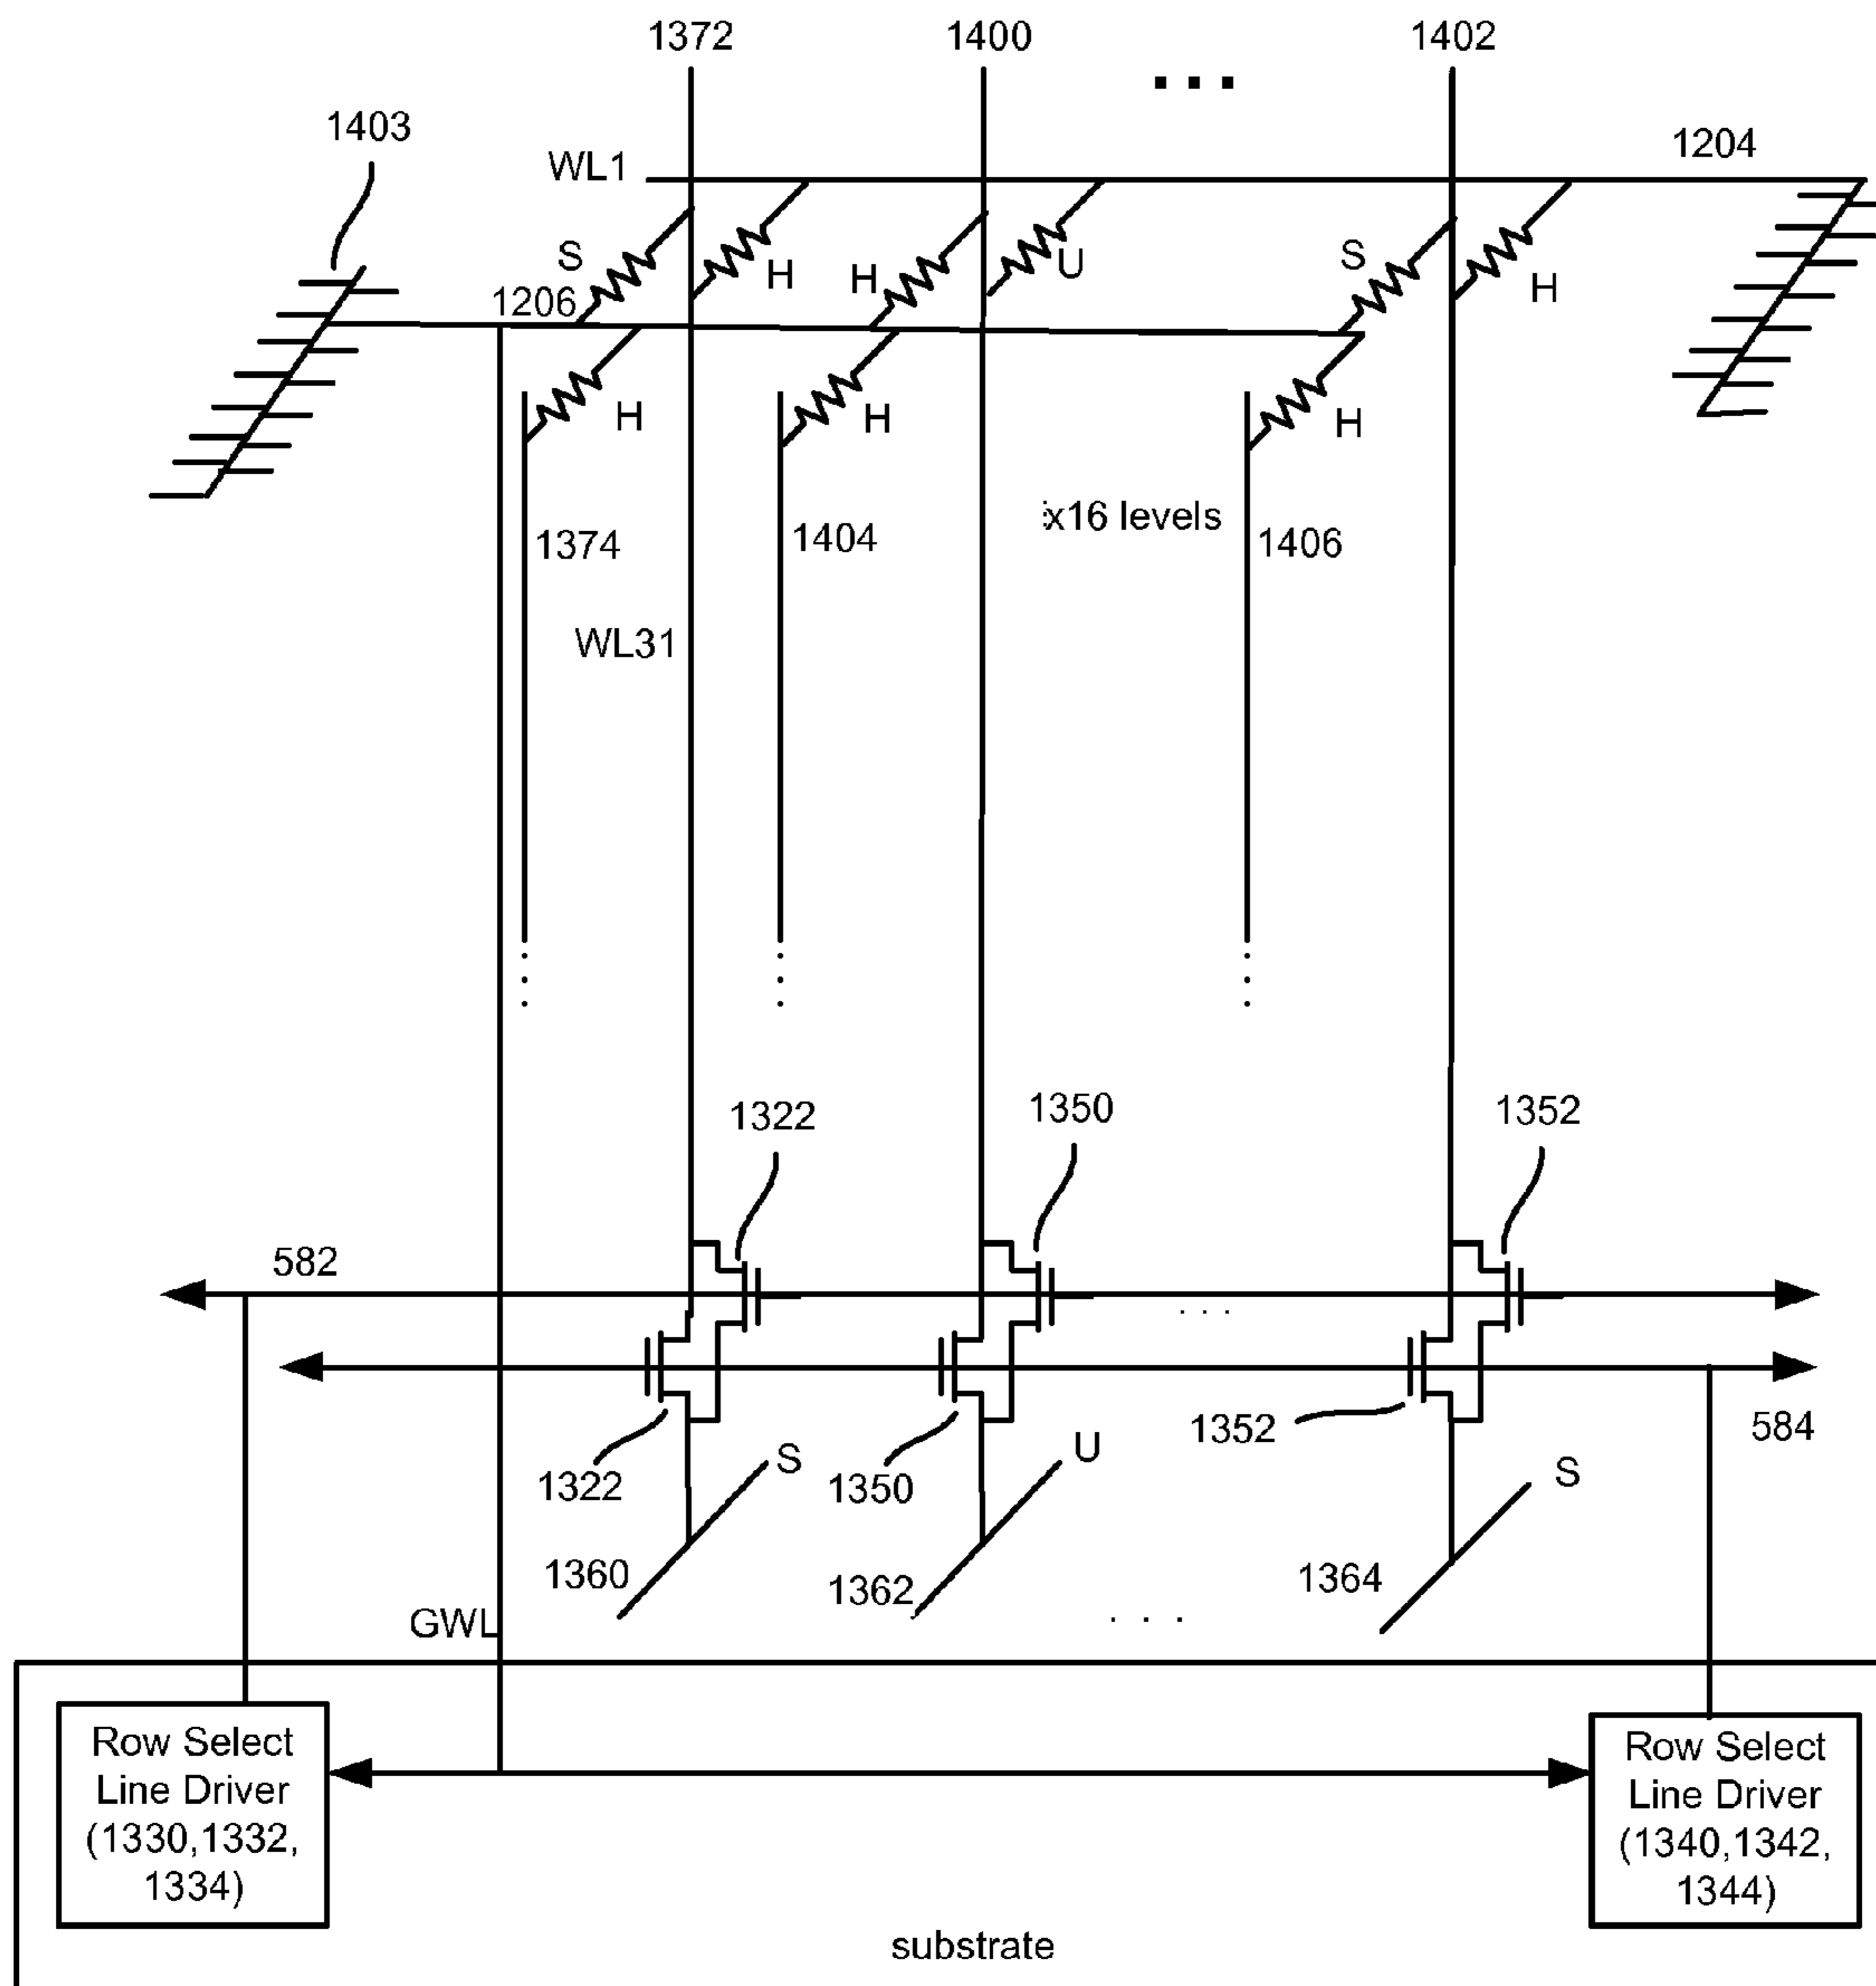 1372
1400
1402
...
1403
WL1
1204
S
H
H
U
S
H
1206
H
H
H
x16 levels
1374
1404
1406
WL31
1322
1350
1352
582
...
584
1322
1350
1352
S
U
S
1360
1362
1364
GWL
...
Row Select
Line Driver
(1330,1332,
1334)
Row Select
Line Driver
(1340,1342,
1344)
substrate